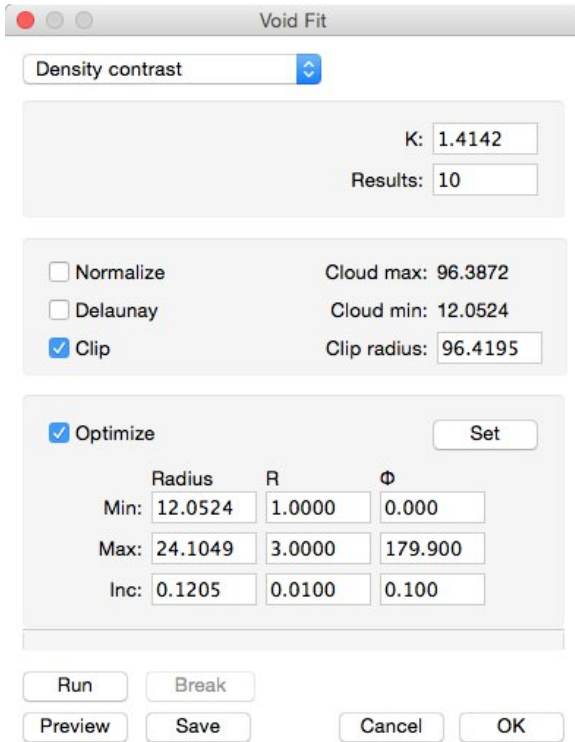 Void Fit
Density contrast
K: 1.4142
Results: 10
Normalize Cloud max: 96.3872
Delaunay Cloud min: 12.0524
Clip Clip radius: 96.4195
Optimize Set
Radius R Φ
Min: 12.0524 1.0000 0.000
Max: 24.1049 3.0000 179.900
Inc: 0.1205 0.0100 0.100
Run Break
Preview Save Cancel OK